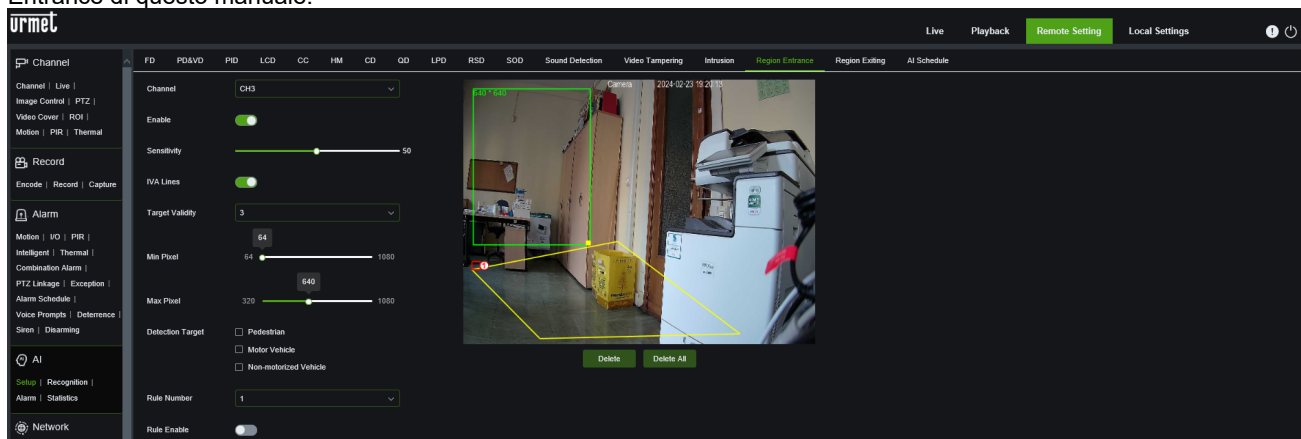 Entrance di questo manuale.
urmet
Live Playback Remote Setting Local Settings
Channel
Channel | Live |
Image Control | PTZ |
Video Cover | ROI |
Motion | PIR | Thermal
Record
Encode | Record | Capture
Alarm
Motion | I/O | PIR |
Intelligent | Thermal |
Combination Alarm |
PTZ Linkage | Exception |
Alarm Schedule |
Voice Prompts | Deterrence |
Siren | Disarming
AI
Setup | Recognition |
Alarm | Statistics
Network
FD PD&VD PID LCD CC HM CD QD LPD RSD SOD Sound Detection Video Tampering Intrusion Region Entrance Region Exiting AI Schedule
Channel CH3
Enable
Sensitivity 50
IVA Lines
Target Validity 3
64
Min Pixel 64 1080
640
Max Pixel 320 1080
Detection Target Pedestrian
Motor Vehicle
Non-motorized Vehicle
Rule Number 1
Rule Enable
640 * 640
Camera 2024-02-23 19:20:13
1
Delete Delete All